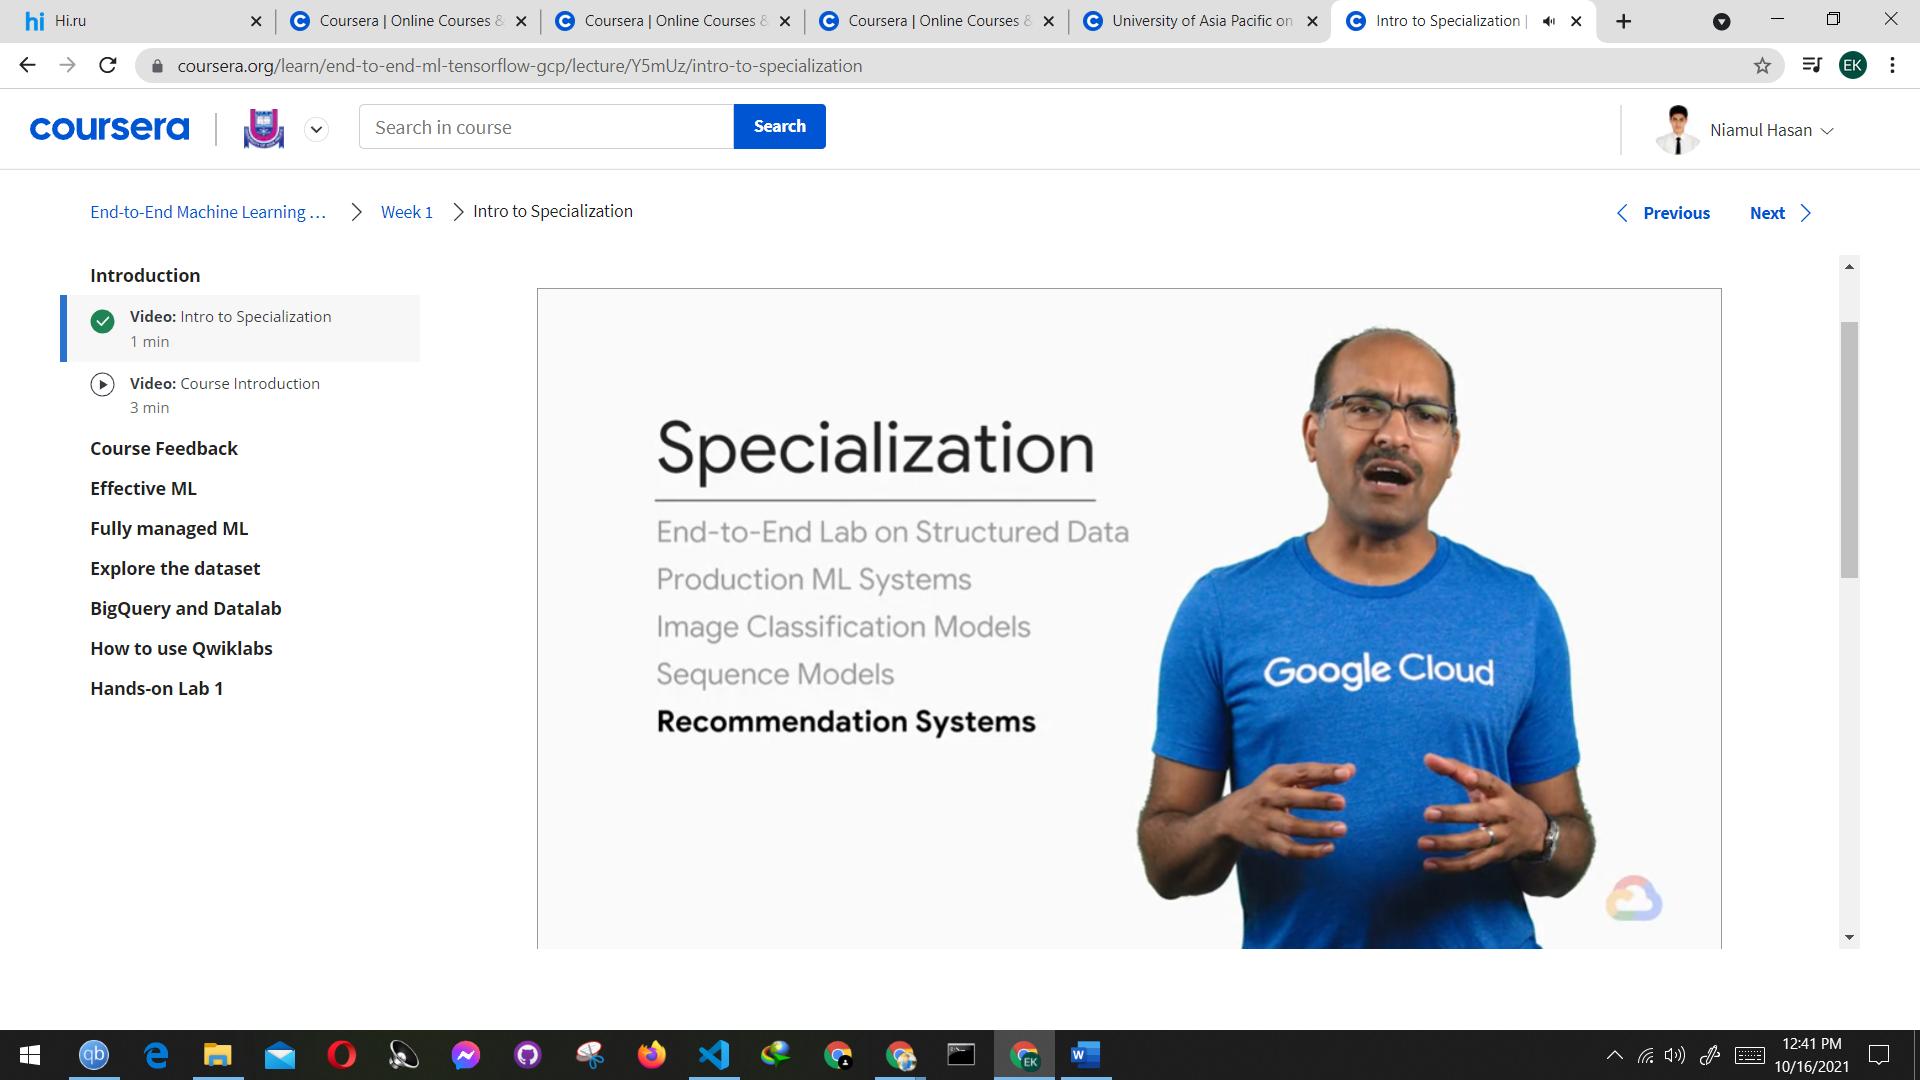 Hi.ru
Coursera | Online Courses &
Coursera | Online Courses &
Coursera | Online Courses &
University of Asia Pacific on
Intro to Specialization |
coursera.org/learn/end-to-end-ml-tensorflow-gcp/lecture/Y5mUz/intro-to-specialization
EK
coursera
Search in course
Search
Niamul Hasan
End-to-End Machine Learning ...
Week 1
Intro to Specialization
Previous
Next
Introduction
Video: Intro to Specialization
1 min
Video: Course Introduction
3 min
Course Feedback
Effective ML
Fully managed ML
Explore the dataset
BigQuery and Datalab
How to use Qwiklabs
Hands-on Lab 1
Specialization
End-to-End Lab on Structured Data
Production ML Systems
Image Classification Models
Sequence Models
Recommendation Systems
Google Cloud
12:41 PM
10/16/2021